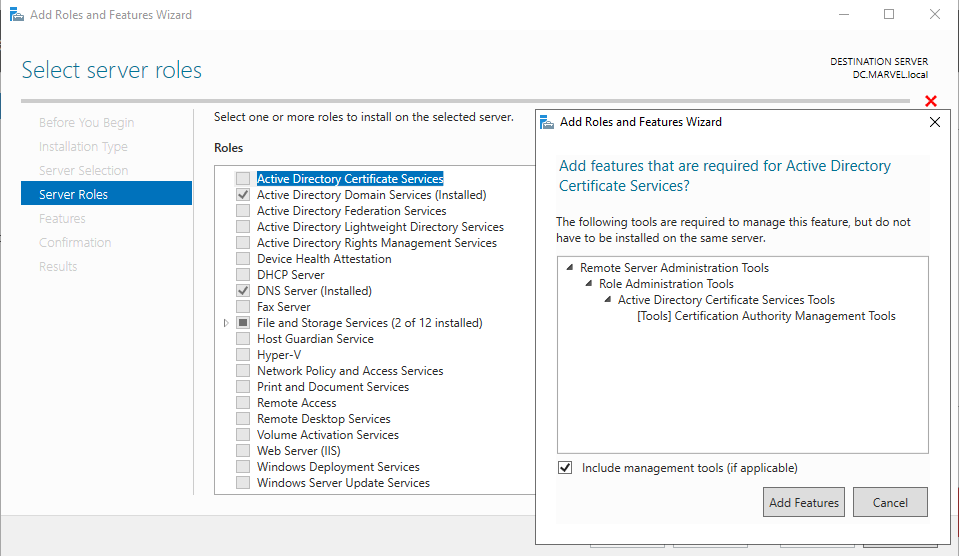 Add Roles and Features Wizard
Select server roles
DESTINATION SERVER
DC.MARVEL.local
Before You Begin
Installation Type
Server Selection
Server Roles
Features
Confirmation
Results
Select one or more roles to install on the selected server.
Roles
Active Directory Certificate Services
Active Directory Domain Services (Installed)
Active Directory Federation Services
Active Directory Lightweight Directory Services
Active Directory Rights Management Services
Device Health Attestation
DHCP Server
DNS Server (Installed)
Fax Server
File and Storage Services (2 of 12 installed)
Host Guardian Service
Hyper-V
Network Policy and Access Services
Print and Document Services
Remote Access
Remote Desktop Services
Volume Activation Services
Web Server (IIS)
Windows Deployment Services
Windows Server Update Services
Add Roles and Features Wizard
Add features that are required for Active Directory
Certificate Services?
The following tools are required to manage this feature, but do not
have to be installed on the same server.
Remote Server Administration Tools
Role Administration Tools
Active Directory Certificate Services Tools
[Tools] Certification Authority Management Tools
Include management tools (if applicable)
Add Features
Cancel